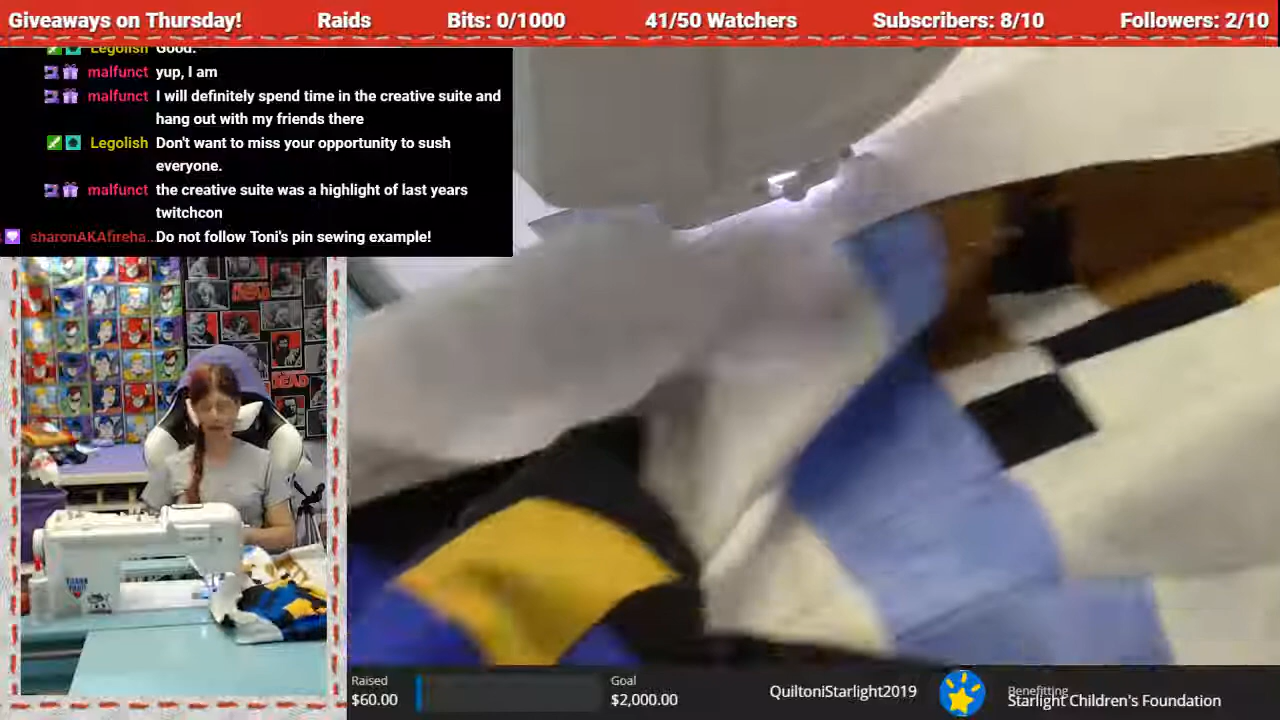 Giveaways on Thursday! Raids Bits: 0/1000 41/50 Watchers Subscribers: 8/10 Followers: 2/10
Legolish Good.
malfunct yup, I am
malfunct I will definitely spend time in the creative suite and
hang out with my friends there
Legolish Don't want to miss your opportunity to sush
everyone.
malfunct the creative suite was a highlight of last years
twitchcon
sharonAKAfireha... Do not follow Toni's pin sewing example!
DEAD
Raised
$60.00
Goal
$2,000.00
QuiltoniStarlight2019
Benefitting
Starlight Children's Foundation